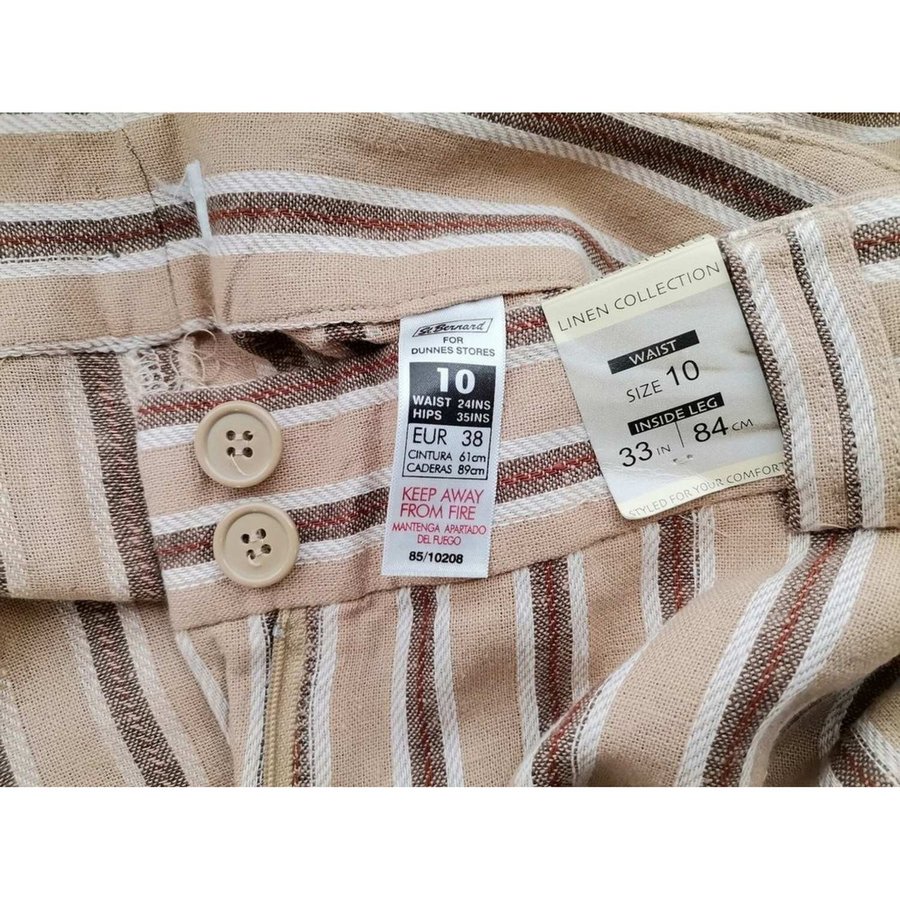 St. Bernard
FOR
DUNNES STORES
10
WAIST 24INS
HIPS 35INS
EUR 38
CINTURA 61cm
CADERAS 89cm
KEEP AWAY
FROM FIRE
MANTENGA APARTADO
DEL FUEGO
85/10208
LINEN COLLECTION
WAIST
SIZE 10
INSIDE LEG
33 IN 84 CM
STYLED FOR YOUR COMFORT